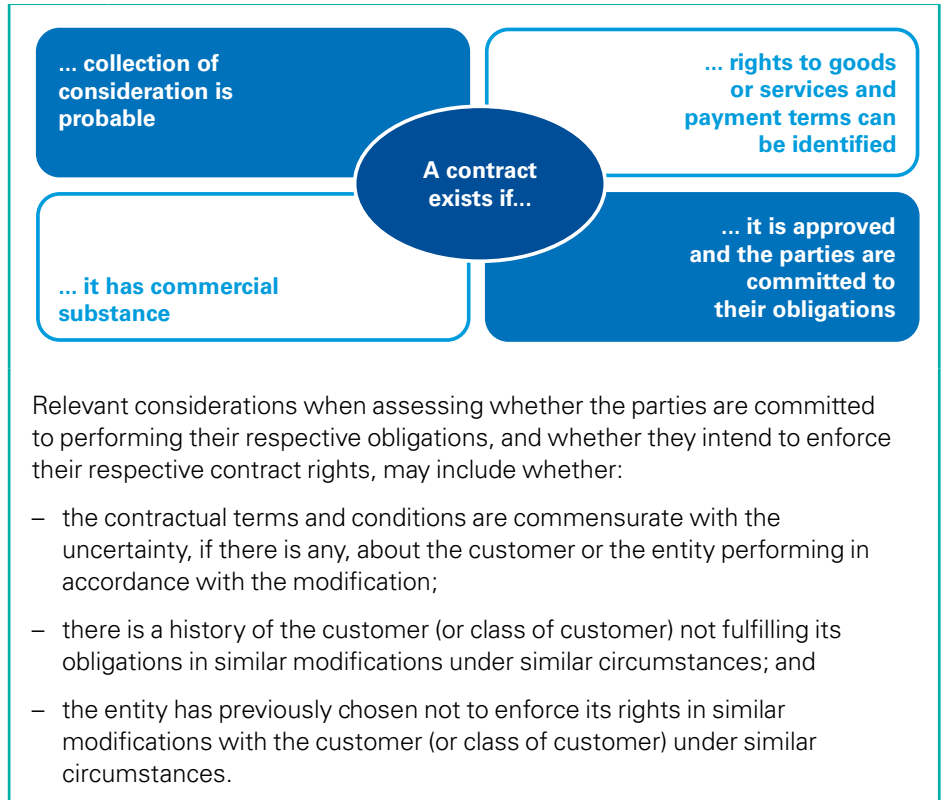 ... collection of
consideration is
probable
... rights to goods
or services and
payment terms can
be identified
A contract
exists if...
... it has commercial
substance
... it is approved
and the parties are
committed to
their obligations
Relevant considerations when assessing whether the parties are committed
to performing their respective obligations, and whether they intend to enforce
their respective contract rights, may include whether:
– the contractual terms and conditions are commensurate with the
uncertainty, if there is any, about the customer or the entity performing in
accordance with the modification;
– there is a history of the customer (or class of customer) not fulfilling its
obligations in similar modifications under similar circumstances; and
– the entity has previously chosen not to enforce its rights in similar
modifications with the customer (or class of customer) under similar
circumstances.